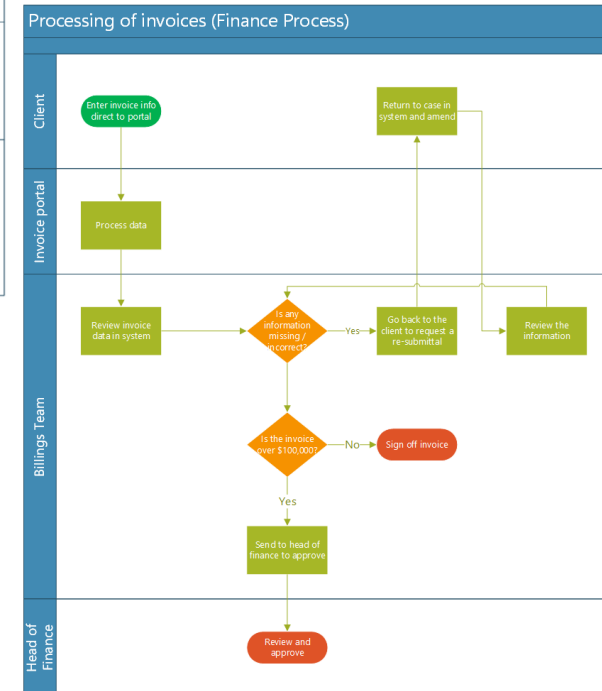 Processing of invoices (Finance Process)
Client
Enter invoice info
direct to portal
Return to case in
system and amend
Invoice portal
Process data
Billings Team
Review invoice
data in system
Is any
information
missing /
incorrect?
Yes
Go back to the
client to request a
re-submittal
Review the
information
Is the invoice
over $100,000?
No
Sign off invoice
Yes
Send to head of
finance to approve
Head of
Finance
Review and
approve